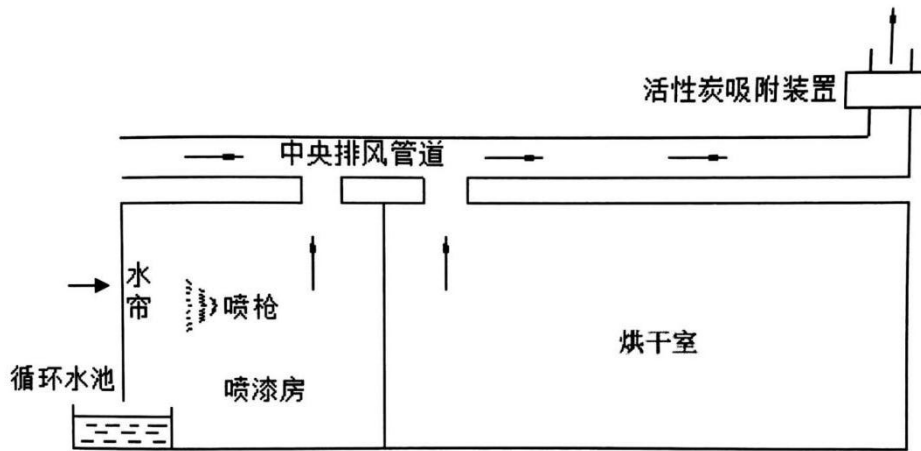 活性炭吸附装置
中央排风管道
水
帘
喷枪
烘干室
循环水池
喷漆房